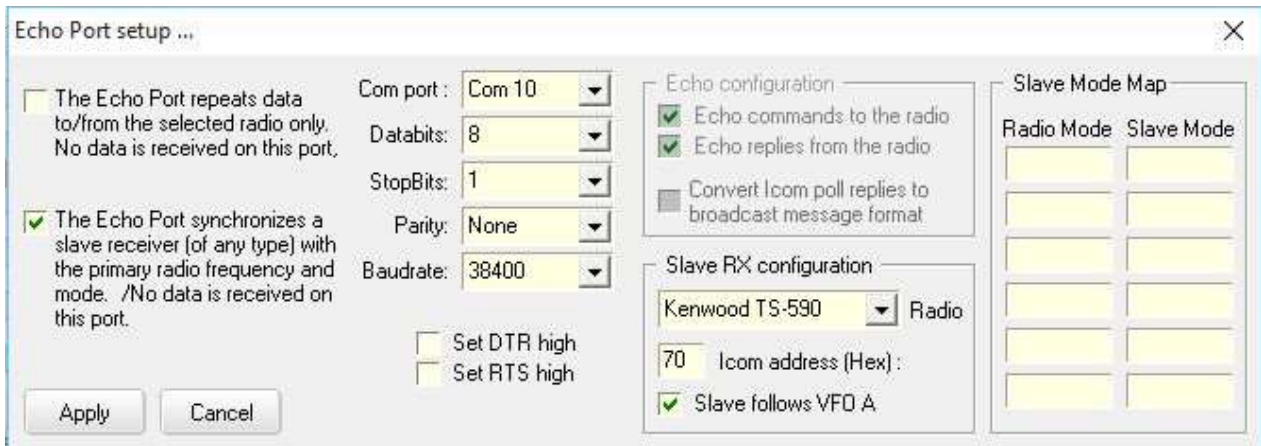 Echo Port setup ...
The Echo Port repeats data
to/from the selected radio only.
No data is received on this port,
The Echo Port synchronizes a
slave receiver (of any type) with
the primary radio frequency and
mode. /No data is received on
this port.
Apply
Cancel
Com port : Com 10
Databits: 8
StopBits: 1
Parity: None
Baudrate: 38400
Set DTR high
Set RTS high
Echo configuration
Echo commands to the radio
Echo replies from the radio
Convert Icom poll replies to
broadcast message format
Slave RX configuration
Kenwood TS-590 Radio
70 Icom address (Hex) :
Slave follows VFO A
Slave Mode Map
Radio Mode Slave Mode